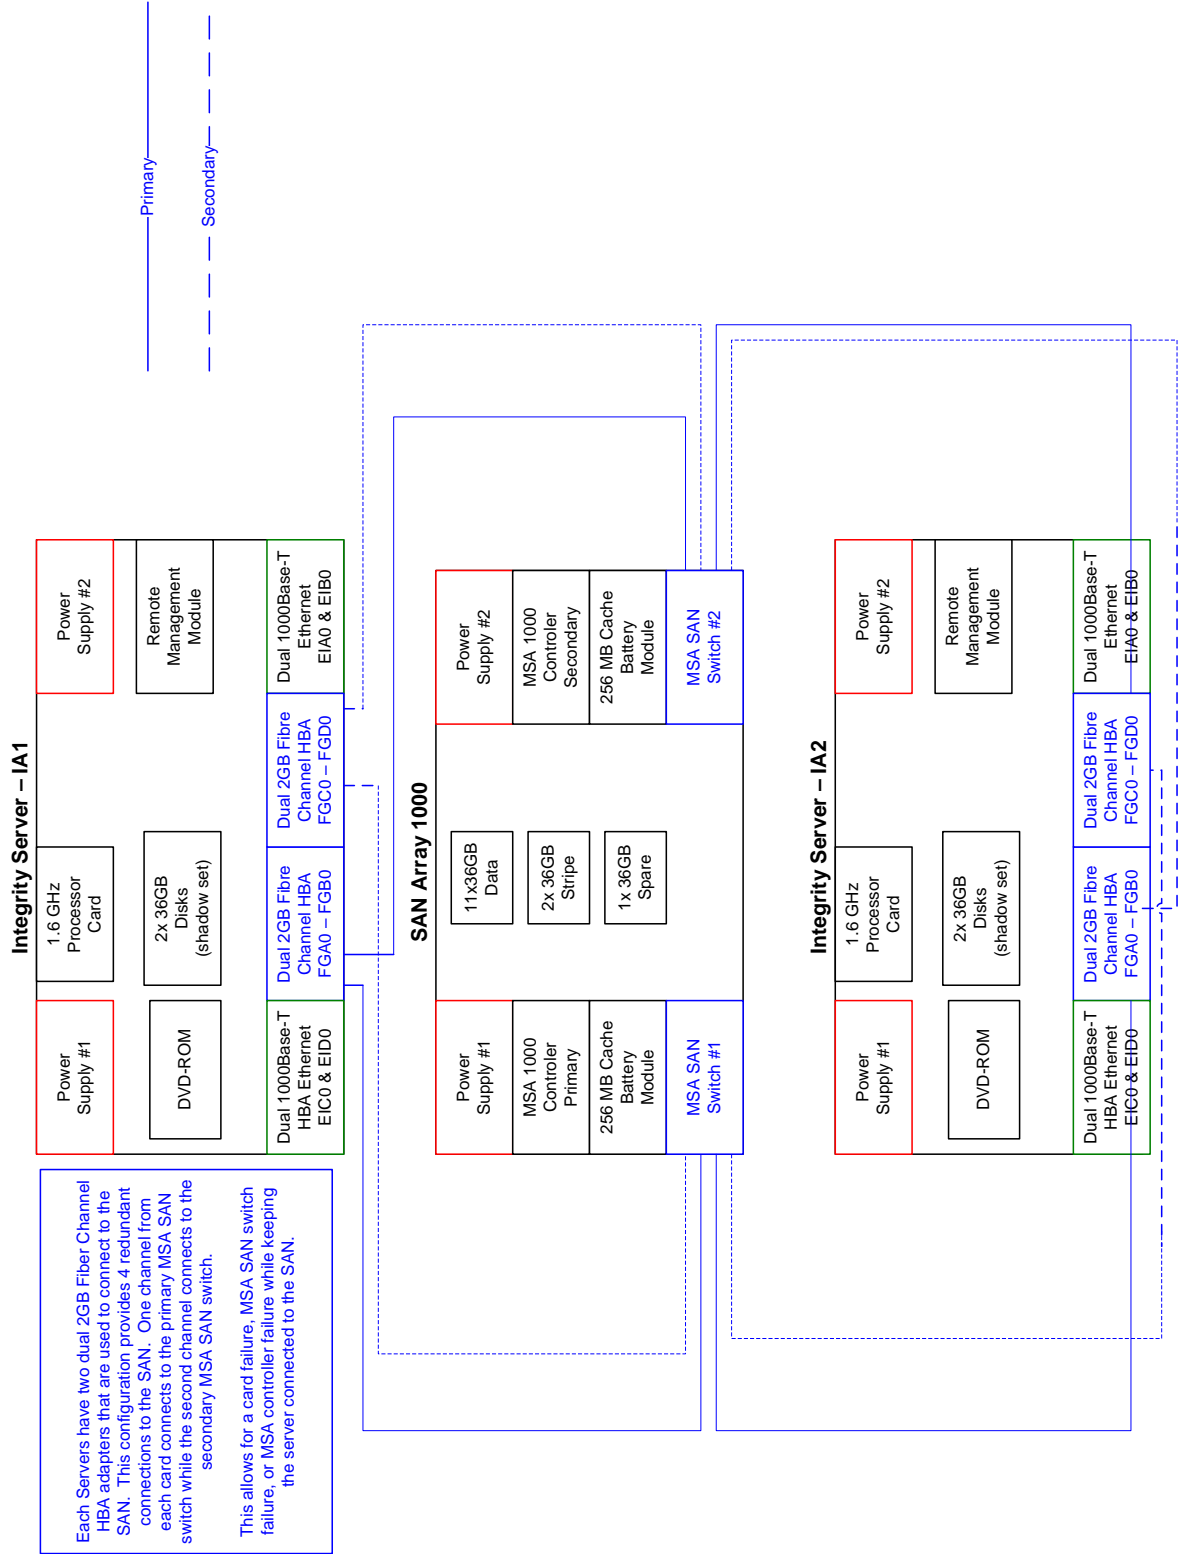 Each Servers have two dual 2GB Fiber Channel
HBA adapters that are used to connect to the
SAN. This configuration provides 4 redundant
connections to the SAN. One channel from
each card connects to the primary MSA SAN
switch while the second channel connects to the
secondary MSA SAN switch.
This allows for a card failure, MSA SAN switch
failure, or MSA controller failure while keeping
the server connected to the SAN.
Primary
Secondary
Integrity Server – IA1
Power
Supply #1
1.6 GHz
Processor
Card
Power
Supply #2
DVD-ROM
2x 36GB
Disks
(shadow set)
Remote
Management
Module
Dual 1000Base-T
HBA Ethernet
EIC0 & EID0
Dual 2GB Fibre
Channel HBA
FGA0 – FGB0
Dual 2GB Fibre
Channel HBA
FGC0 – FGD0
Dual 1000Base-T
Ethernet
EIA0 & EIB0
SAN Array 1000
Power
Supply #1
11x36GB
Data
Power
Supply #2
MSA 1000
Controler
Primary
2x 36GB
Stripe
MSA 1000
Controler
Secondary
256 MB Cache
Battery
Module
1x 36GB
Spare
256 MB Cache
Battery
Module
MSA SAN
Switch #1
MSA SAN
Switch #2
Integrity Server – IA2
Power
Supply #1
1.6 GHz
Processor
Card
Power
Supply #2
DVD-ROM
2x 36GB
Disks
(shadow set)
Remote
Management
Module
Dual 1000Base-T
HBA Ethernet
EIC0 & EID0
Dual 2GB Fibre
Channel HBA
FGA0 – FGB0
Dual 2GB Fibre
Channel HBA
FGC0 – FGD0
Dual 1000Base-T
Ethernet
EIA0 & EIB0